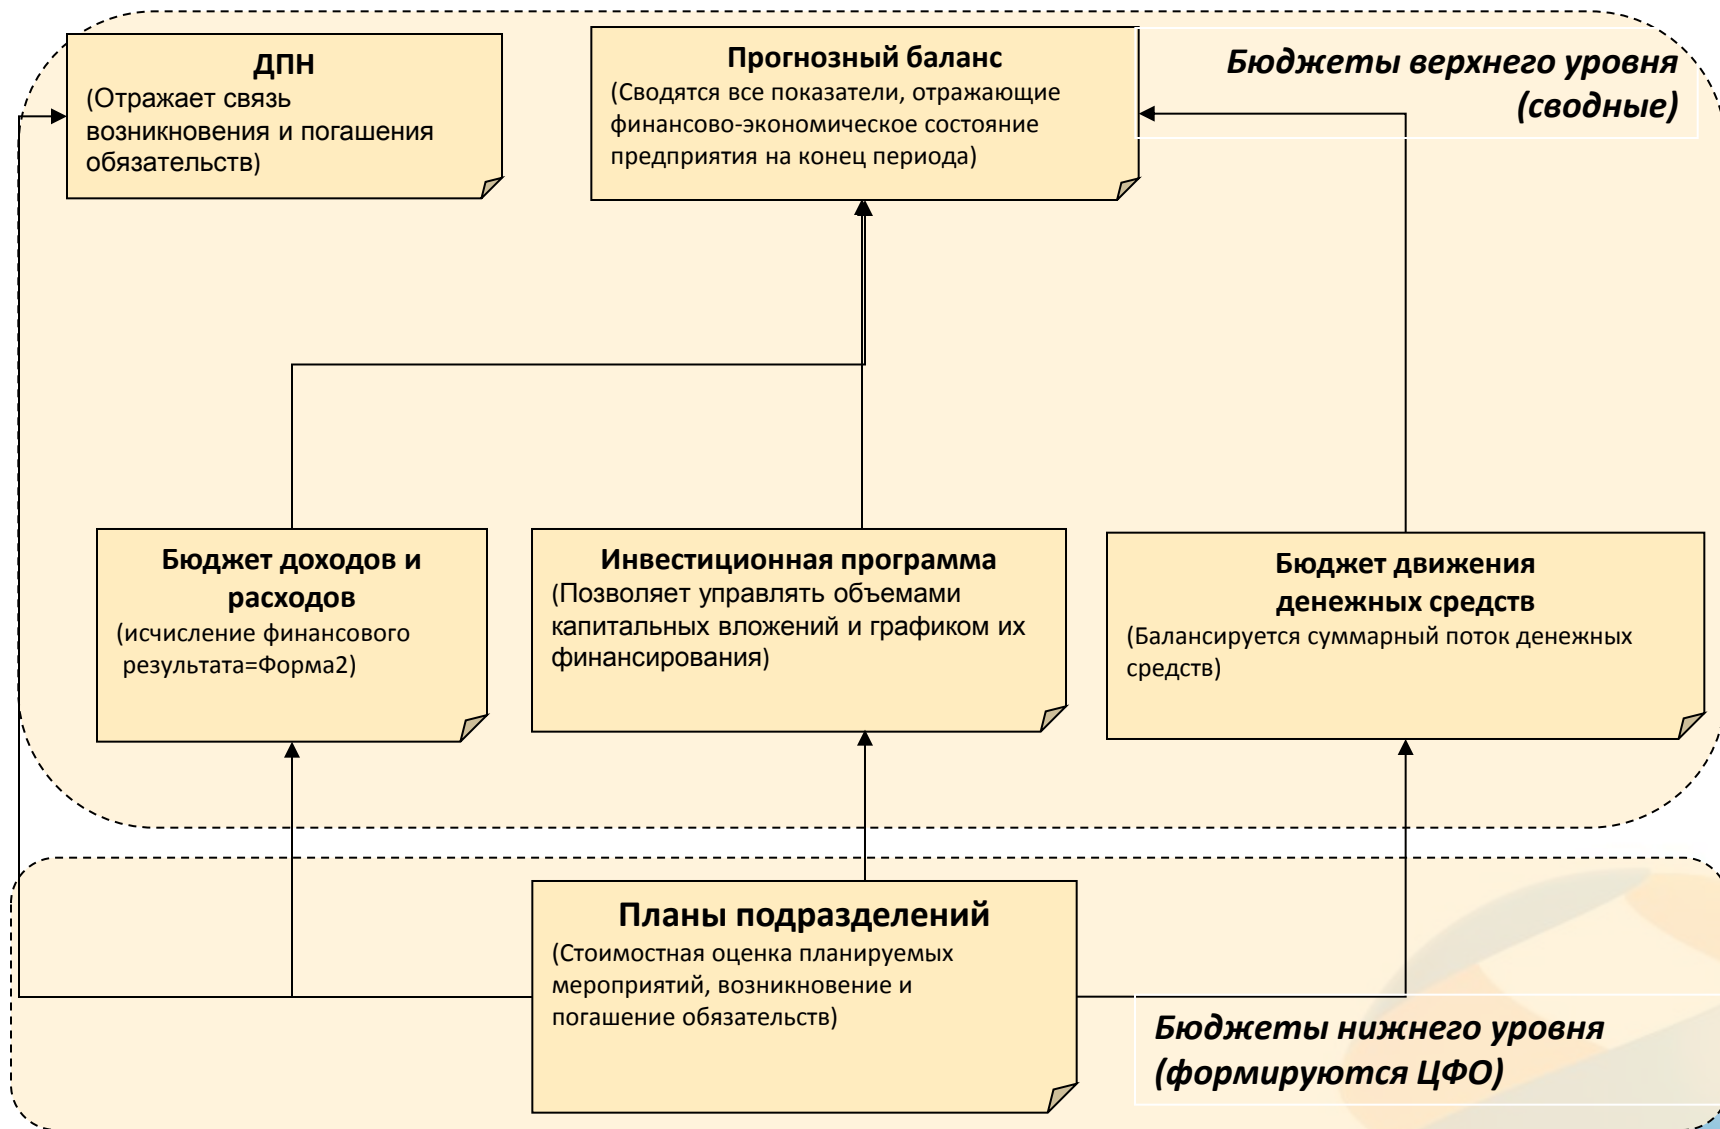 ДПН
(Отражает связь
возникновения и погашения
обязательств)
Прогнозный баланс
(Сводятся все показатели, отражающие
финансово-экономическое состояние
предприятия на конец периода)
Бюджеты верхнего уровня
(сводные)
Бюджет доходов и
расходов
(исчисление финансового
результата=Форма2)
Инвестиционная программа
(Позволяет управлять объемами
капитальных вложений и графиком их
финансирования)
Бюджет движения
денежных средств
(Балансируется суммарный поток денежных
средств)
Планы подразделений
(Стоимостная оценка планируемых
мероприятий, возникновение и
погашение обязательств)
Бюджеты нижнего уровня
(формируются ЦФО)